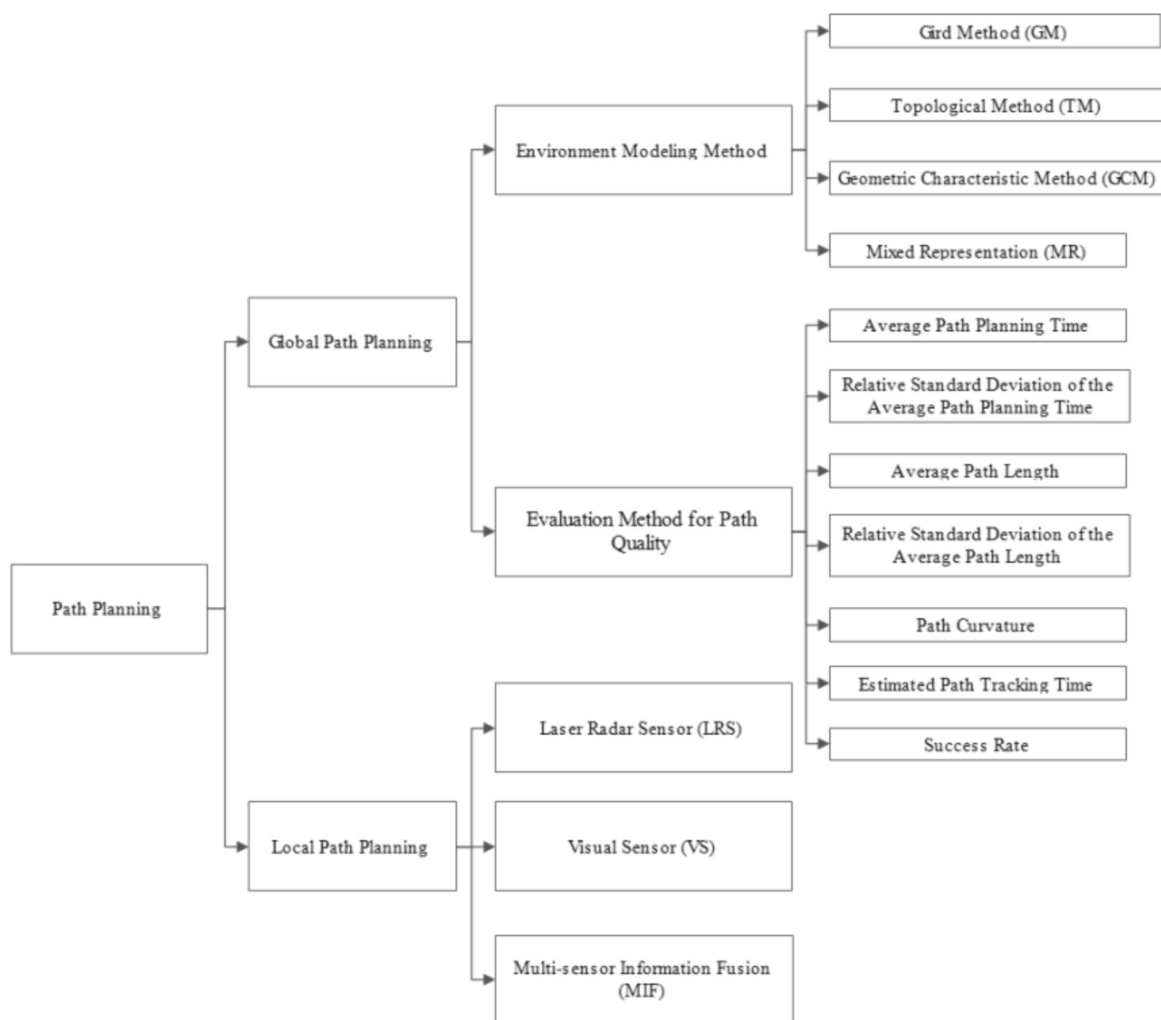 Path Planning
Global Path Planning
Local Path Planning
Environment Modeling Method
Evaluation Method for Path
Quality
Laser Radar Sensor (LRS)
Visual Sensor (VS)
Multi-sensor Information Fusion
(MIF)
Gird Method (GM)
Topological Method (TM)
Geometric Characteristic Method (GCM)
Mixed Representation (MR)
Average Path Planning Time
Relative Standard Deviation of the
Average Path Planning Time
Average Path Length
Relative Standard Deviation of the
Average Path Length
Path Curvature
Estimated Path Tracking Time
Success Rate